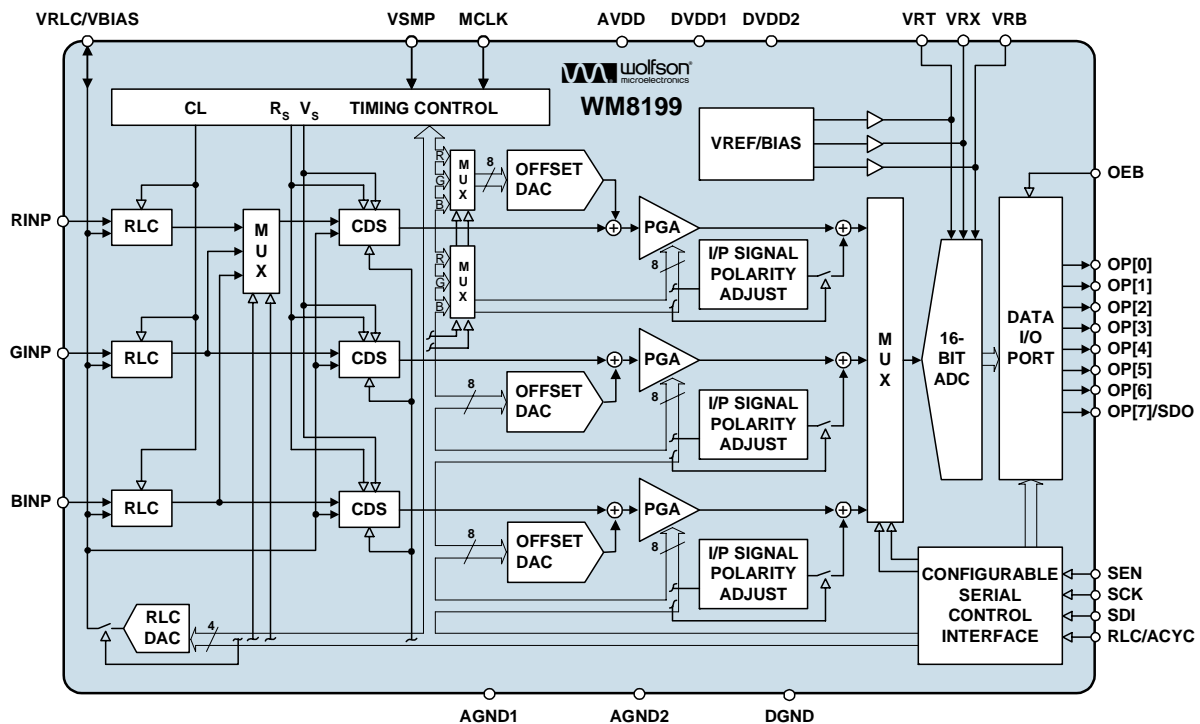 VRLC/VBIAS VSMP MCLK AVDD DVDD1 DVDD2 VRT VRX VRB
wolfson®
microelectronics
WM8199
CL RS VS TIMING CONTROL
VREF/BIAS
OEB
R
G
B
MUX
8
OFFSET
DAC
RINP
RLC
MUX
CDS
+
PGA
8
I/P SIGNAL
POLARITY
ADJUST
+
R
G
B
MUX
MUX
16-
BIT
ADC
DATA
I/O
PORT
OP[0]
OP[1]
OP[2]
OP[3]
OP[4]
OP[5]
OP[6]
OP[7]/SDO
GINP
RLC
CDS
+
PGA
+
8
OFFSET
DAC
8
I/P SIGNAL
POLARITY
ADJUST
BINP
RLC
CDS
+
PGA
+
8
OFFSET
DAC
8
I/P SIGNAL
POLARITY
ADJUST
CONFIGURABLE
SERIAL
CONTROL
INTERFACE
SEN
SCK
SDI
RLC/ACYC
RLC
DAC
4
AGND1 AGND2 DGND